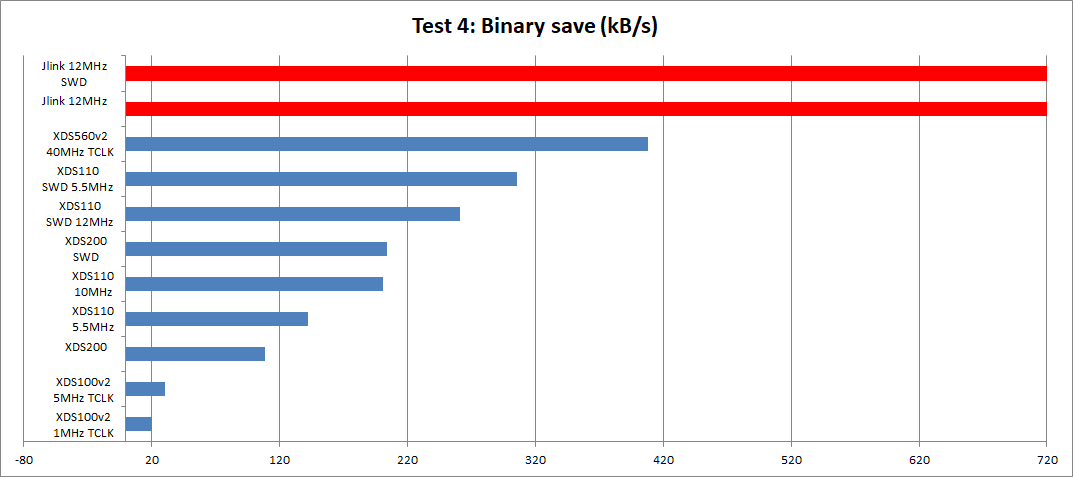 Test 4: Binary save (kB/s)
Jlink 12MHz
SWD
Jlink 12MHz
XDS560v2
40MHz TCLK
XDS110
SWD 5.5MHz
XDS110
SWD 12MHz
XDS200
SWD
XDS110
10MHz
XDS110
5.5MHz
XDS200
XDS100v2
5MHz TCLK
XDS100v2
1MHz TCLK
-80 20 120 220 320 420 520 620 720